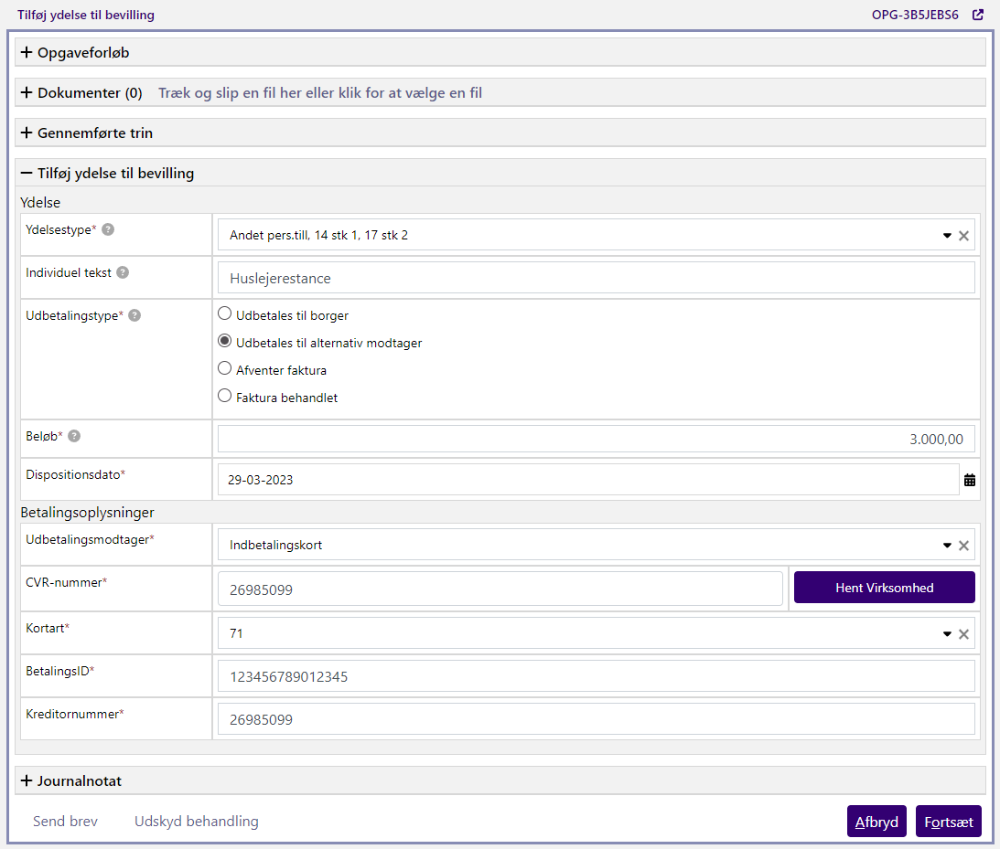 Tilføj ydelse til bevilling OPG-3B5JEBS6
Opgaveforløb
Dokumenter (0) Træk og slip en fil her eller klik for at vælge en fil
Gennemførte trin
Tilføj ydelse til bevilling
Ydelse
Ydelsestype* ? Andet pers.till, 14 stk 1, 17 stk 2
Individuel tekst ? Huslejerestance
Udbetalingstype* ? Udbetales til borger
Udbetales til alternativ modtager
Afventer faktura
Faktura behandlet
Beløb* ? 3.000,00
Dispositionsdato* 29-03-2023
Betalingsoplysninger
Udbetalingsmodtager* Indbetalingskort
CVR-nummer* 26985099 Hent Virksomhed
Kortart* 71
BetalingsID* 123456789012345
Kreditornummer* 26985099
Journalnotat
Send brev Udskyd behandling Afbryd Fortsæt